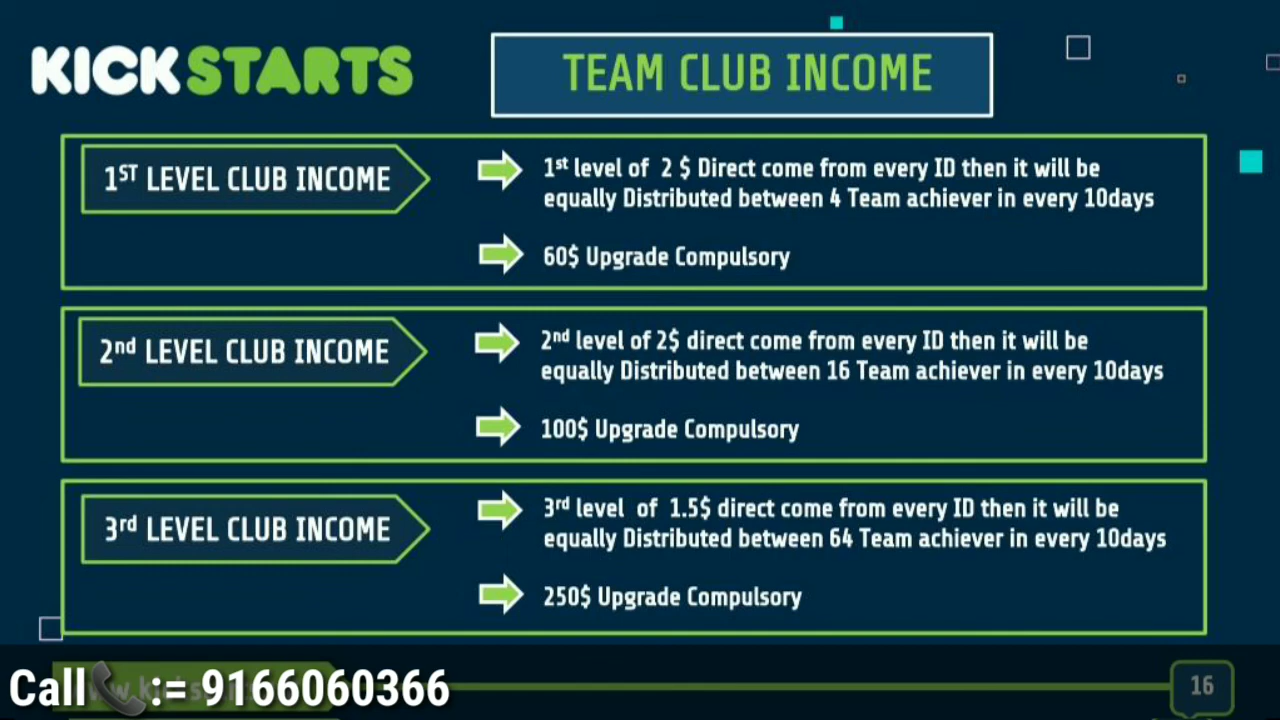 KICKSTARTS
TEAM CLUB INCOME
1ST LEVEL CLUB INCOME
1st level of 2 $ Direct come from every ID then it will be
equally Distributed between 4 Team achiever in every 10days
60$ Upgrade Compulsory
2nd LEVEL CLUB INCOME
2nd level of 2$ direct come from every ID then it will be
equally Distributed between 16 Team achiever in every 10days
100$ Upgrade Compulsory
3rd LEVEL CLUB INCOME
3rd level of 1.5$ direct come from every ID then it will be
equally Distributed between 64 Team achiever in every 10days
250$ Upgrade Compulsory
Call📞:= 9166060366
16